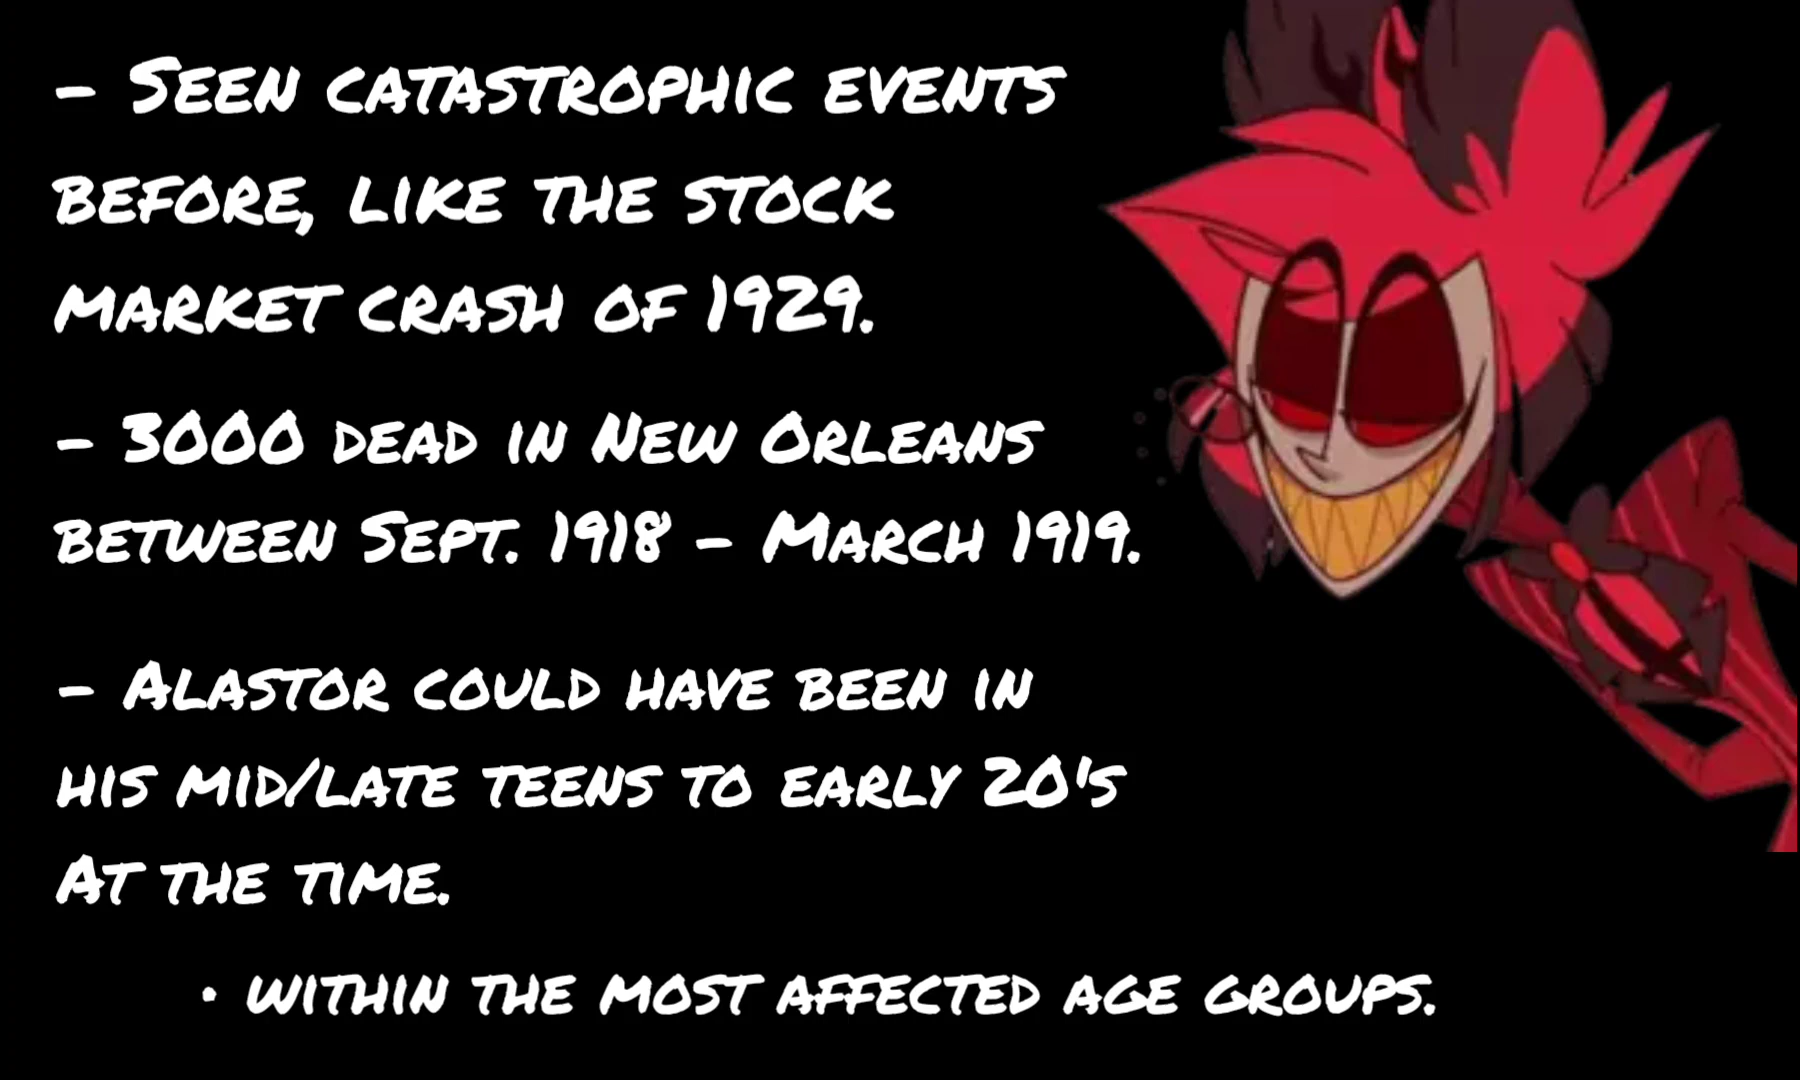 - Seen catastrophic events
before, like the stock
market crash of 1929.
- 3000 dead in New Orleans
between Sept. 1918 - March 1919.
- Alastor could have been in
his mid/late teens to early 20's
At the time.
• within the most affected age groups.